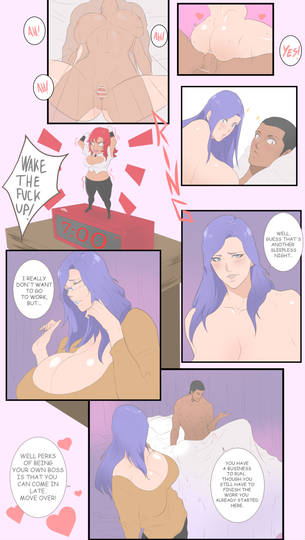 AH!
AH!
YES!
AH!
RING
WAKE
THE
FUCK
UP!
7:00
WELL,
GUESS THAT'S
ANOTHER
SLEEPLESS
NIGHT.
I REALLY
DON'T WANT
TO GO
TO WORK,
BUT...
YOU HAVE
A BUSINESS
TO RUN,
THOUGH YOU
STILL HAVE TO
FINISH THE
WORK YOU
ALREADY STARTED
HERE.
WELL PERKS
OF BEING
YOUR OWN BOSS
IS THAT YOU
CAN COME IN
LATE.
MOVE OVER!